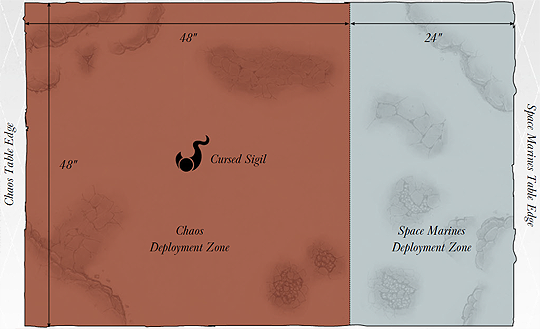 48"
24"
Chaos Table Edge
48"
Cursed Sigil
Space Marines Table Edge
Chaos
Deployment Zone
Space Marines
Deployment Zone